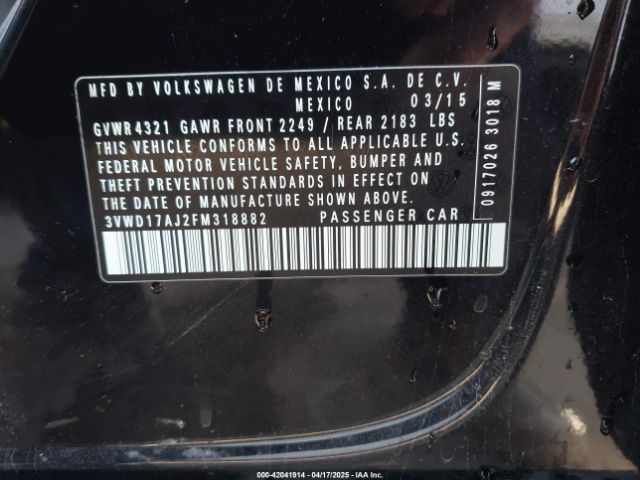 MFD BY VOLKSWAGEN DE MEXICO S.A. DE C.V.
MEXICO 03/15
GVWR 4321 GAWR FRONT 2249 / REAR 2183 LBS
THIS VEHICLE CONFORMS TO ALL APPLICABLE U.S.
FEDERAL MOTOR VEHICLE SAFETY, BUMPER AND
THEFT PREVENTION STANDARDS IN EFFECT ON
THE DATE OF MANUFACTURE SHOWN ABOVE.
3VWD17AJ2FM318882 PASSENGER CAR
0917026 3018 M
000-42041914 - 04/17/2025 - IAA Inc.